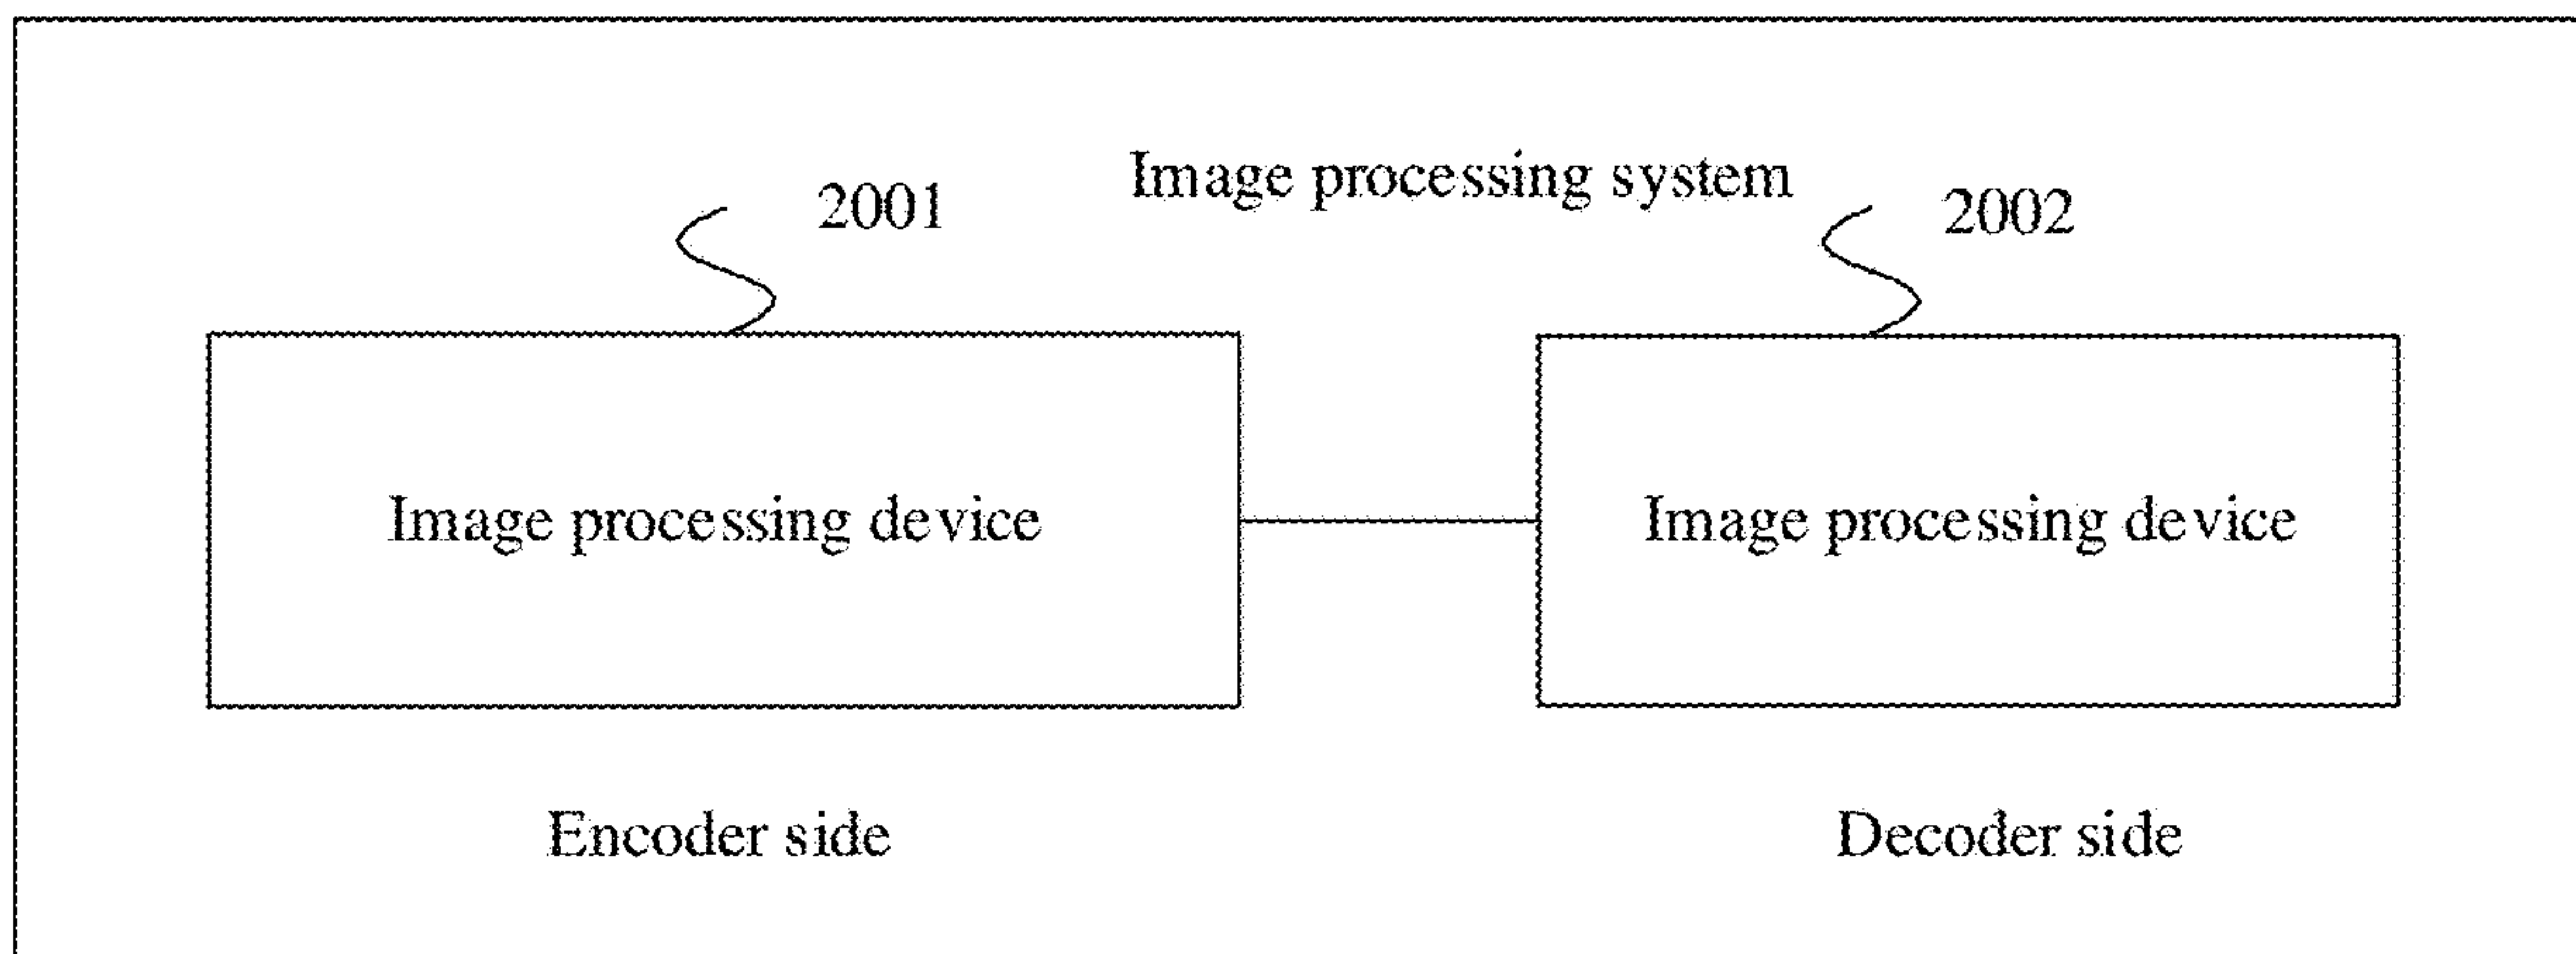 Image processing system
2001
2002
Image processing device
Image processing device
Encoder side
Decoder side